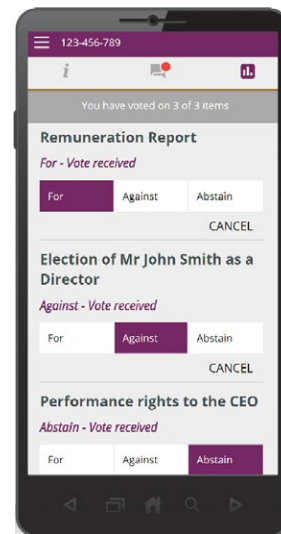 123-456-789
i
You have voted on 3 of 3 items
Remuneration Report
For - Vote received
For Against Abstain
CANCEL
Election of Mr John Smith as a
Director
Against - Vote received
For Against Abstain
CANCEL
Performance rights to the CEO
Abstain - Vote received
For Against Abstain